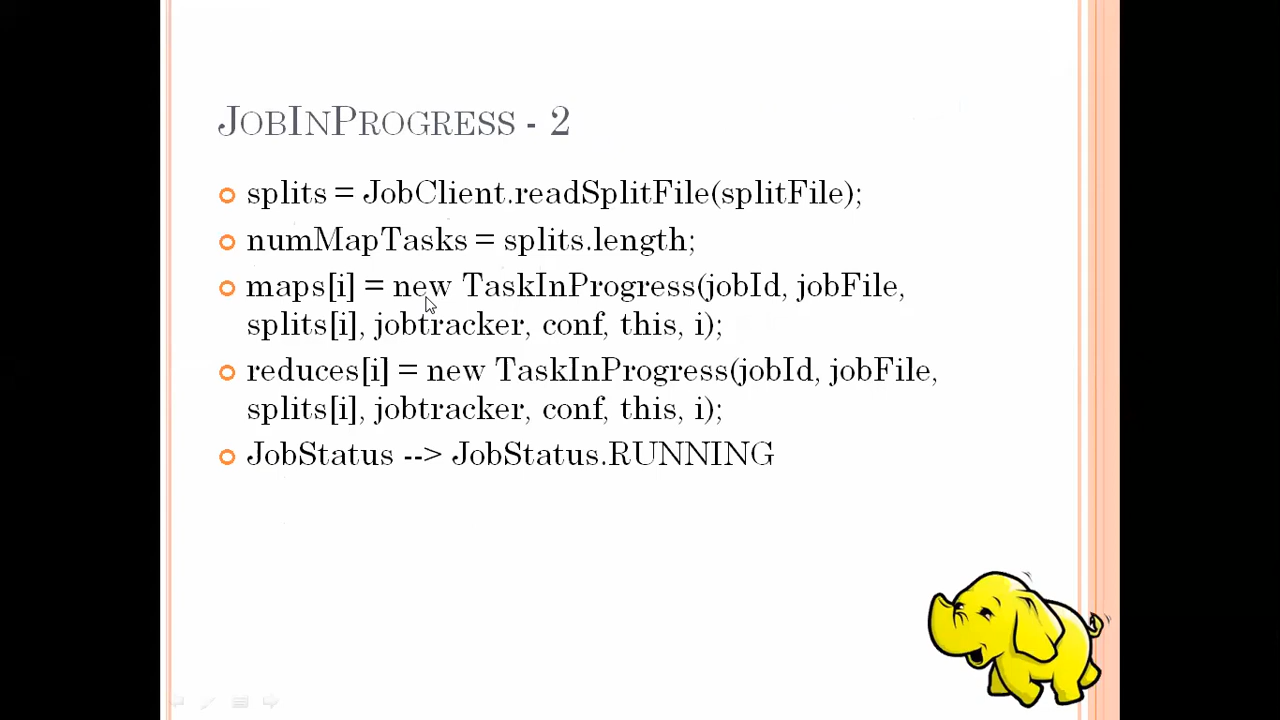 JobInProgress - 2
splits = JobClient.readSplitFile(splitFile);
numMapTasks = splits.length;
maps[i] = new TaskInProgress(jobId, jobFile,
splits[i], jobtracker, conf, this, i);
reduces[i] = new TaskInProgress(jobId, jobFile,
splits[i], jobtracker, conf, this, i);
JobStatus --> JobStatus.RUNNING